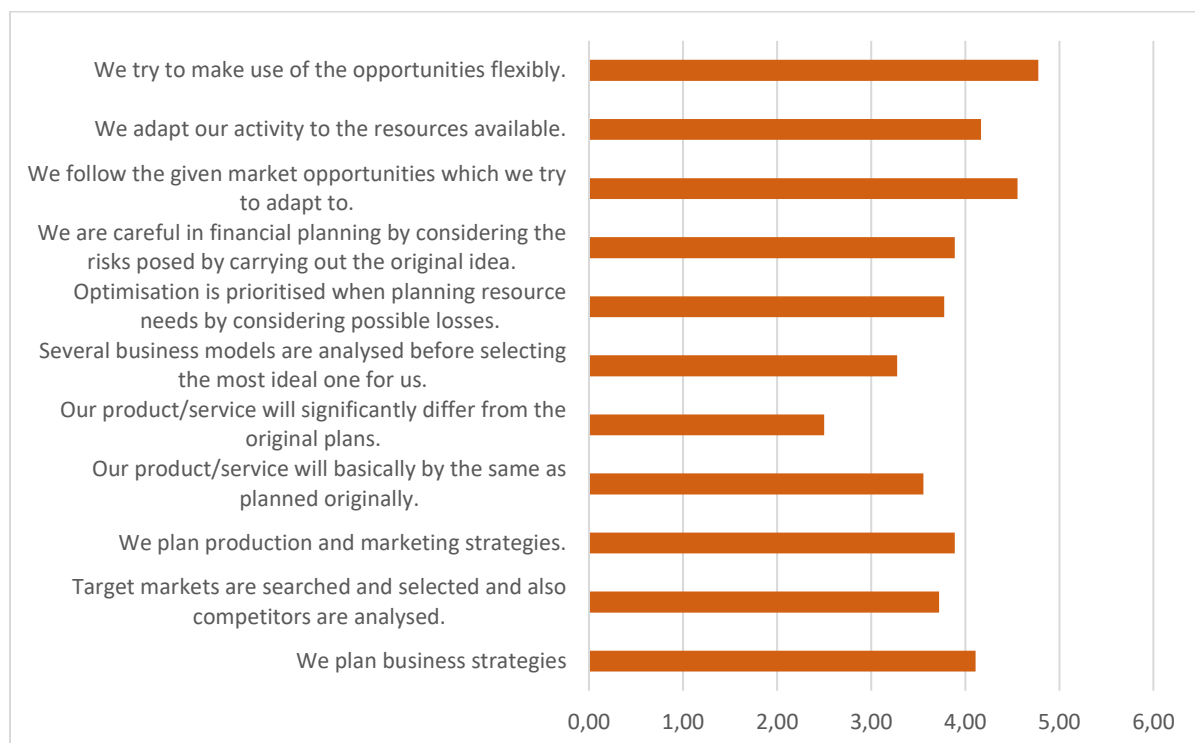 We try to make use of the opportunities flexibly.
We adapt our activity to the resources available.
We follow the given market opportunities which we try
to adapt to.
We are careful in financial planning by considering the
risks posed by carrying out the original idea.
Optimisation is prioritised when planning resource
needs by considering possible losses.
Several business models are analysed before selecting
the most ideal one for us.
Our product/service will significantly differ from the
original plans.
Our product/service will basically by the same as
planned originally.
We plan production and marketing strategies.
Target markets are searched and selected and also
competitors are analysed.
We plan business strategies
0,00 1,00 2,00 3,00 4,00 5,00 6,00